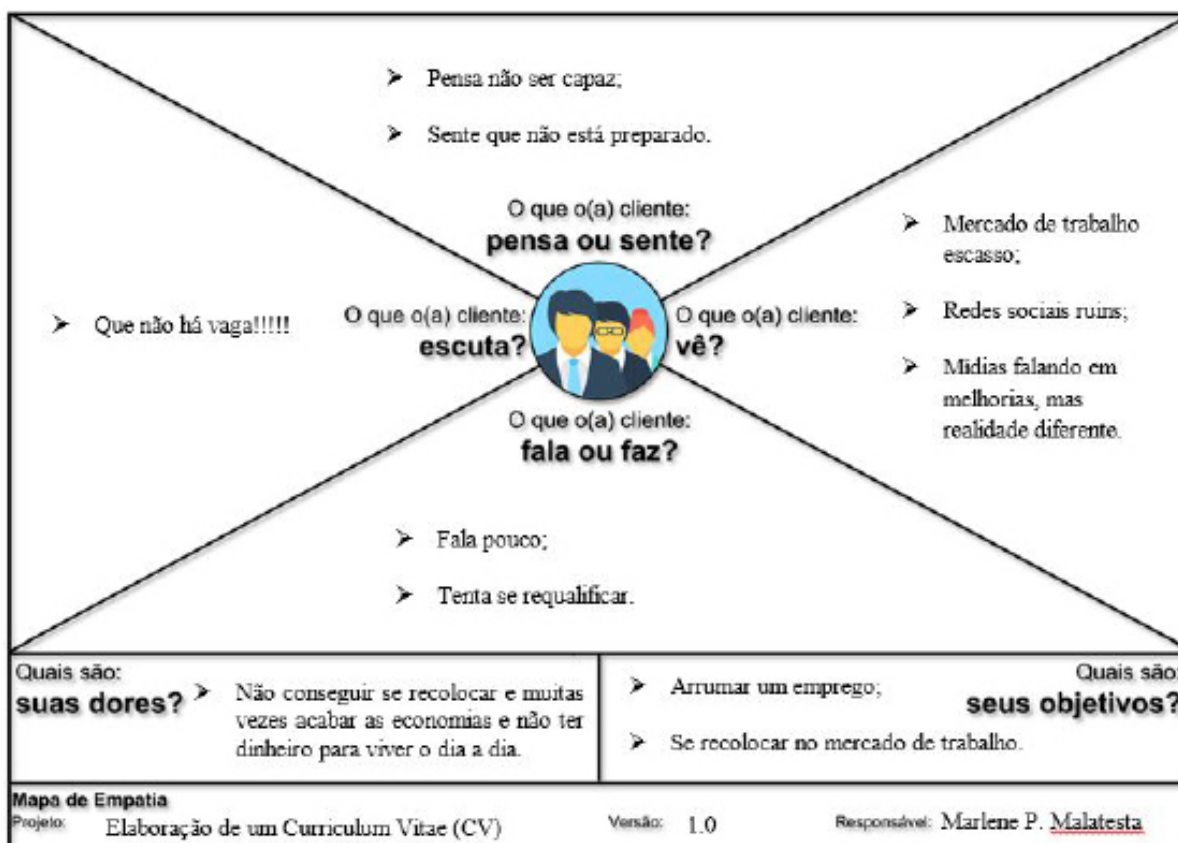 ➤ Pensa não ser capaz;
➤ Sente que não está preparado.
O que o(a) cliente:
pensa ou sente?
➤ Que não há vaga!!!!!
O que o(a) cliente:
escuta?
O que o(a) cliente:
vê?
➤ Mercado de trabalho
escasso;
➤ Redes sociais ruins;
➤ Mídias falando em
melhorias, mas
realidade diferente.
O que o(a) cliente:
fala ou faz?
➤ Fala pouco;
➤ Tenta se requalificar.
Quais são:
suas dores?
➤ Não conseguir se recolocar e muitas
vezes acabar as economias e não ter
dinheiro para viver o dia a dia.
Quais são:
seus objetivos?
➤ Arrumar um emprego;
➤ Se recolocar no mercado de trabalho.
Mapa de Empatia
Projeto: Elaboração de um Curriculum Vitae (CV) Versão: 1.0 Responsável: Marlene P. Malatesta